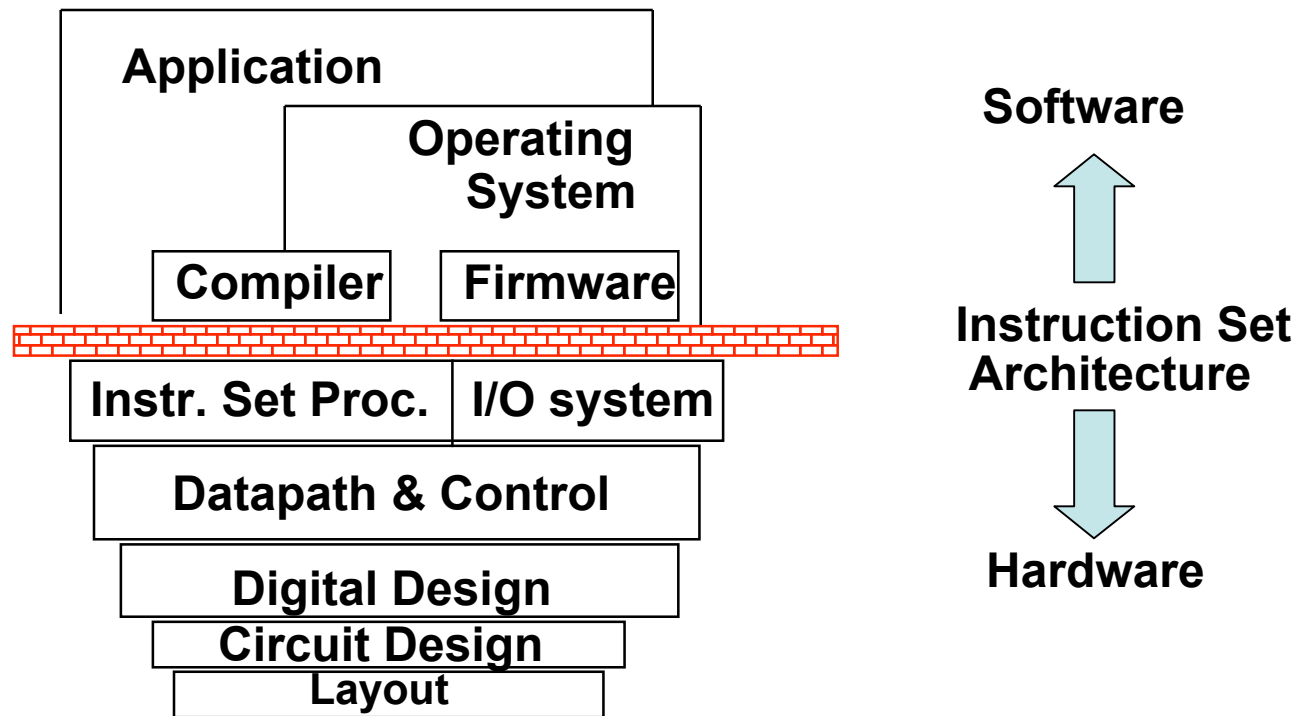 Application
Operating
System
Compiler
Firmware
Instr. Set Proc.
I/O system
Datapath & Control
Digital Design
Circuit Design
Layout
Software
Instruction Set
Architecture
Hardware